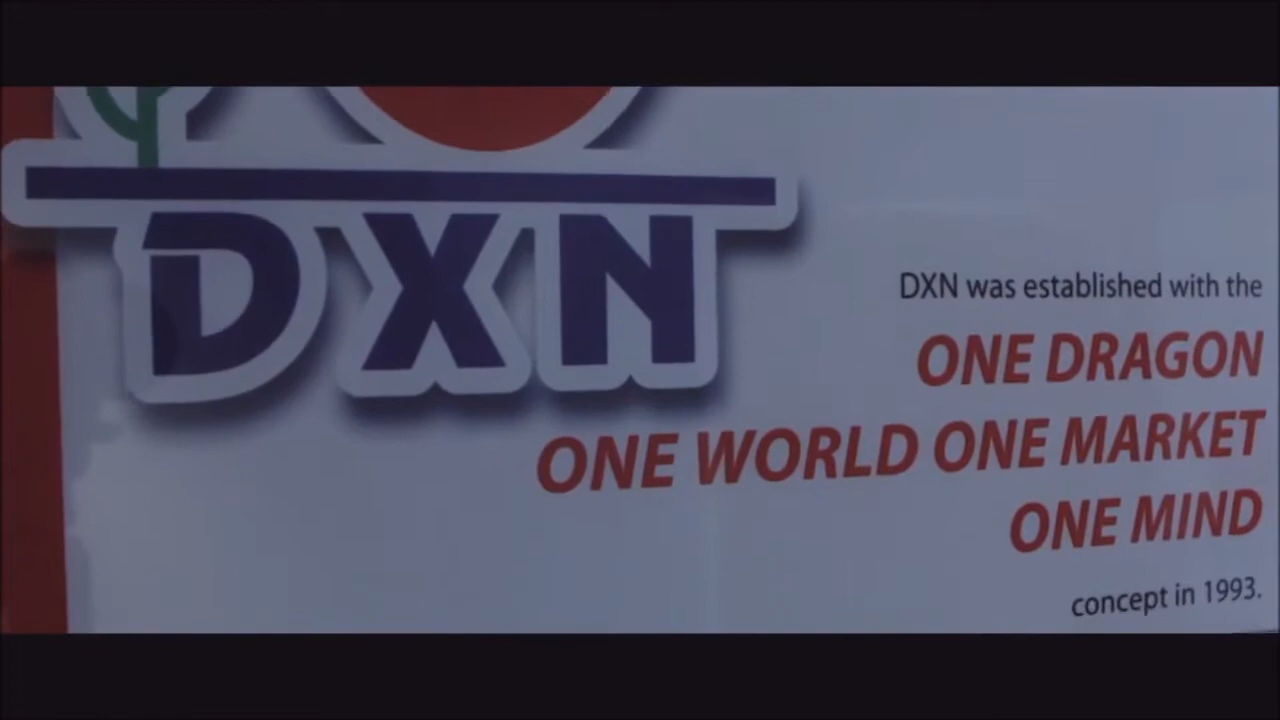 DXN
DXN was established with the
ONE DRAGON
ONE WORLD ONE MARKET
ONE MIND
concept in 1993.